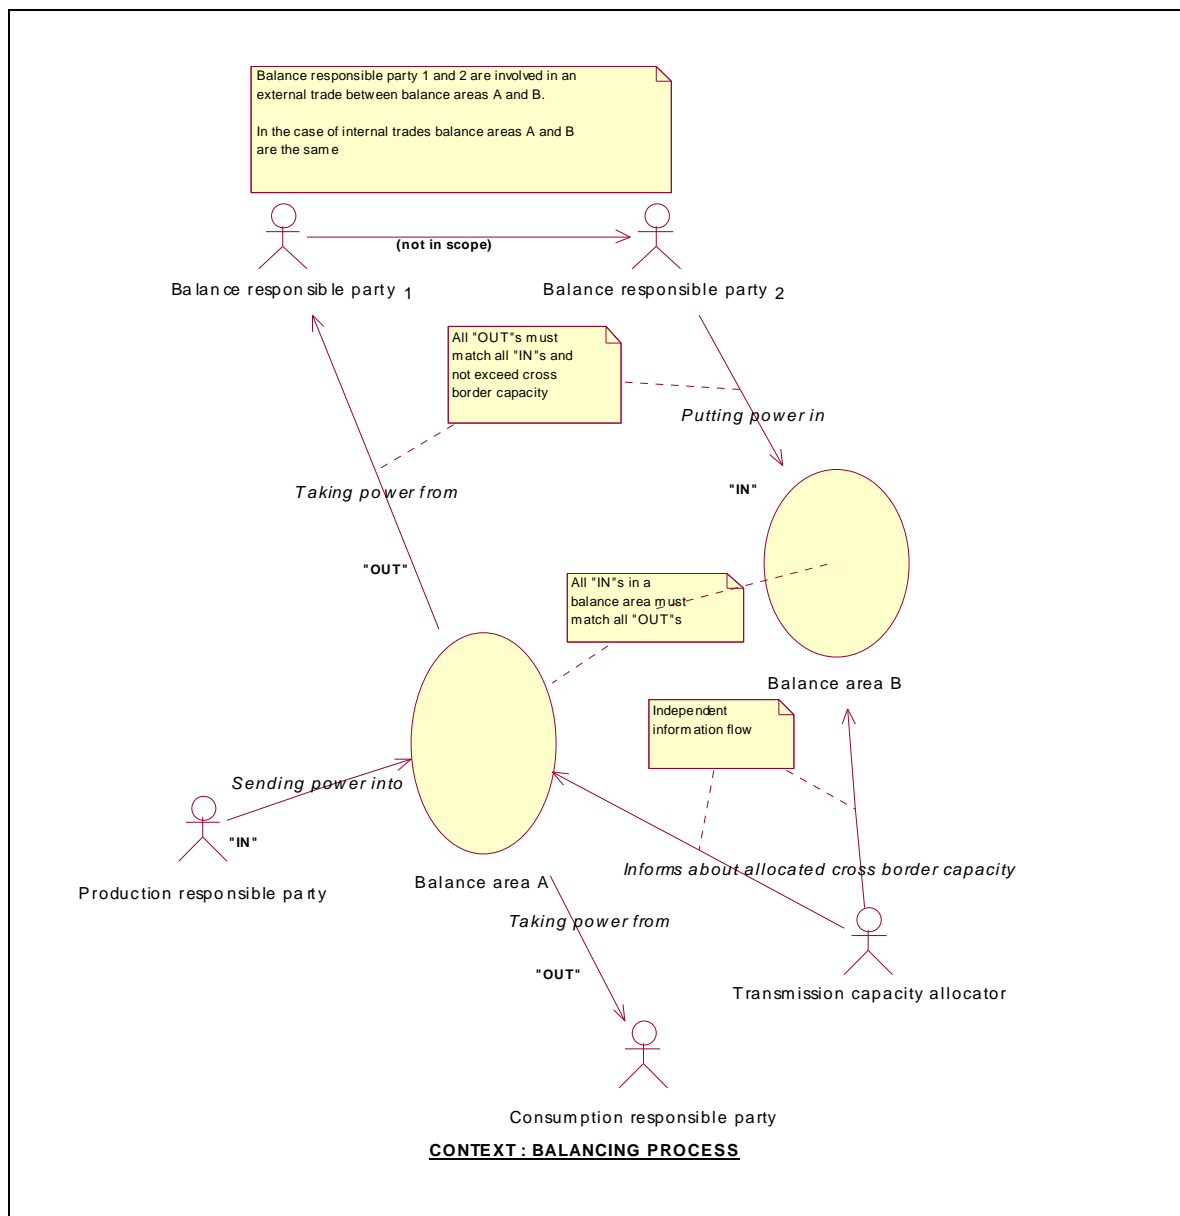 Balance responsible party 1 and 2 are involved in an
external trade between balance areas A and B.
In the case of internal trades balance areas A and B
are the same
(not in scope)
Balance responsible party 1
Balance responsible party 2
All "OUT"s must
match all "IN"s and
not exceed cross
border capacity
Putting power in
Taking power from
"IN"
"OUT"
All "IN"s in a
balance area must
match all "OUT"s
Balance area B
Independent
information flow
Sending power into
"IN"
Production responsible party
Balance area A
Informs about allocated cross border capacity
Taking power from
"OUT"
Transmission capacity allocator
Consumption responsible party
CONTEXT : BALANCING PROCESS